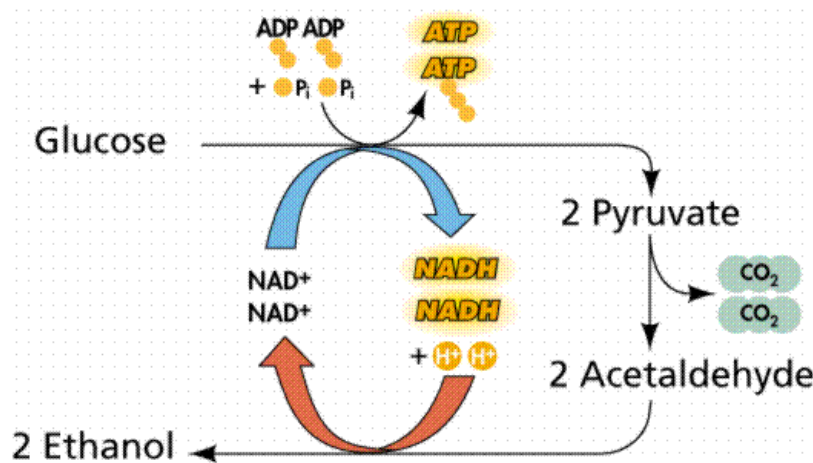 ADP ADP
+ Pi Pi
ATP
ATP
Glucose
2 Pyruvate
NAD+
NAD+
NADH
NADH
+ H+ H+
CO2
CO2
2 Acetaldehyde
2 Ethanol